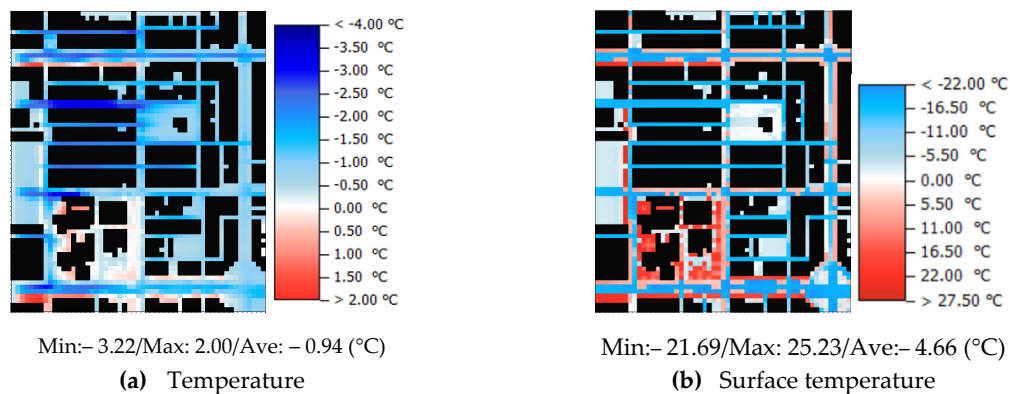 < -4.00 °C
-3.50 °C
-3.00 °C
-2.50 °C
-2.00 °C
-1.50 °C
-1.00 °C
-0.50 °C
0.00 °C
0.50 °C
1.00 °C
1.50 °C
> 2.00 °C
Min:– 3.22/Max: 2.00/Ave: – 0.94 (°C)
(a) Temperature
< -22.00 °C
-16.50 °C
-11.00 °C
-5.50 °C
0.00 °C
5.50 °C
11.00 °C
16.50 °C
22.00 °C
> 27.50 °C
Min:– 21.69/Max: 25.23/Ave:– 4.66 (°C)
(b) Surface temperature